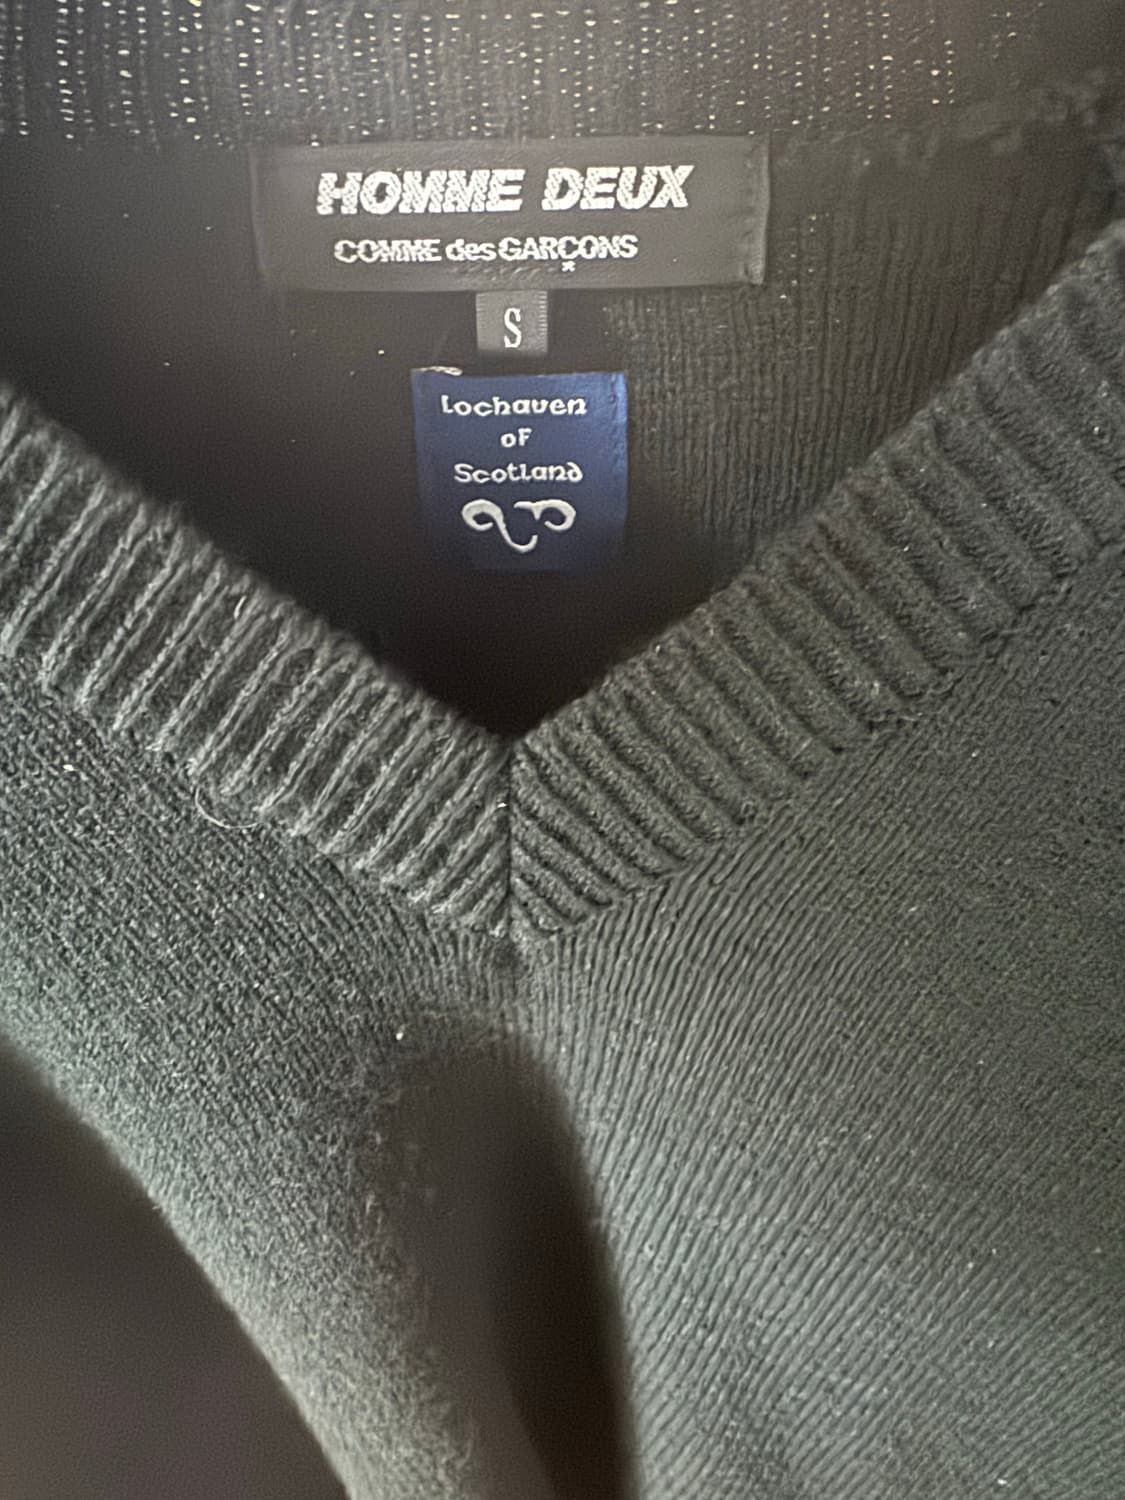 HOMME DEUX
COMME des GARÇONS
S
Lochaven
oF
Scotland